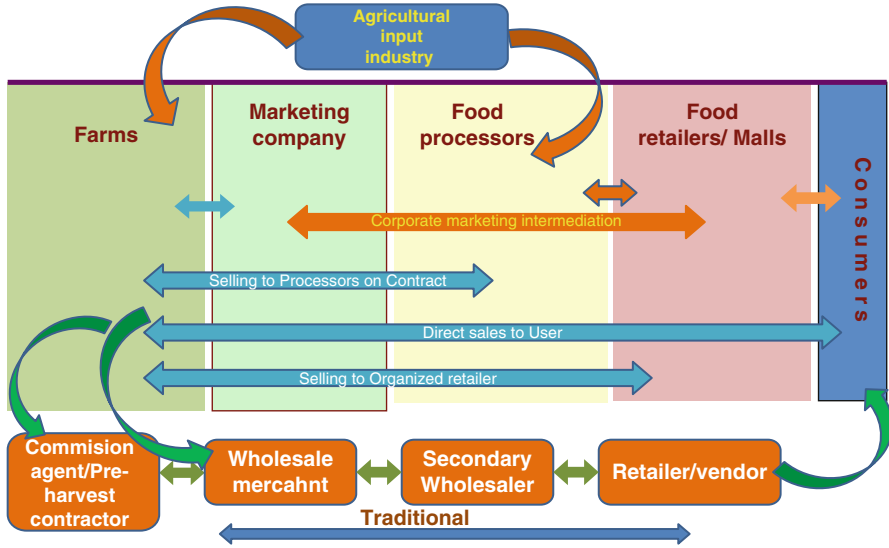 Agricultural
input
industry
Farms
Marketing
company
Food
processors
Food
retailers/ Malls
Consumers
Corporate marketing intermediation
Selling to Processors on Contract
Direct sales to User
Selling to Organized retailer
Commision
agent/Pre-
harvest
contractor
Wholesale
mercahnt
Secondary
Wholesaler
Retailer/vendor
Traditional